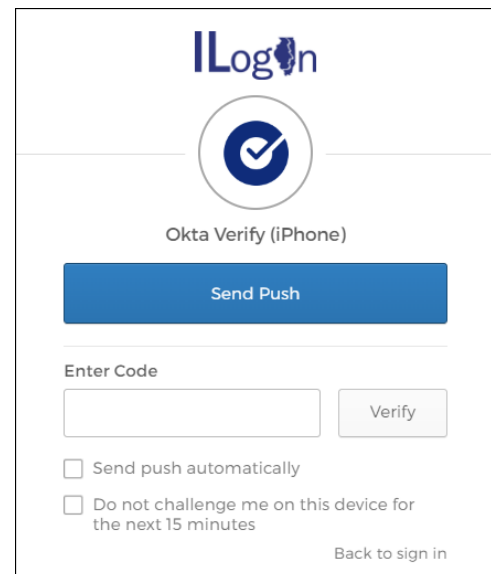 ILogIn
Okta Verify (iPhone)
Send Push
Enter Code
Verify
Send push automatically
Do not challenge me on this device for
the next 15 minutes
Back to sign in